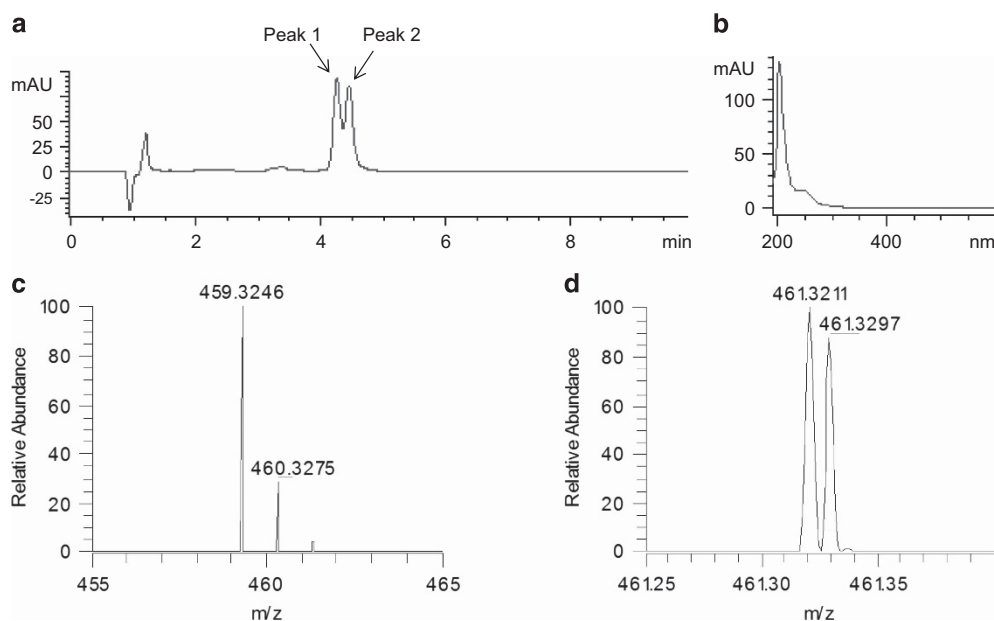 a
Peak 1 Peak 2
mAU
50
25
0
-25
0 2 4 6 8 min
b
mAU
100
50
0
200 400 nm
c
459.3246
460.3275
Relative Abundance
100
80
60
40
20
0
455 460 465
m/z
d
461.3211
461.3297
Relative Abundance
100
80
60
40
20
0
461.25 461.30 461.35
m/z